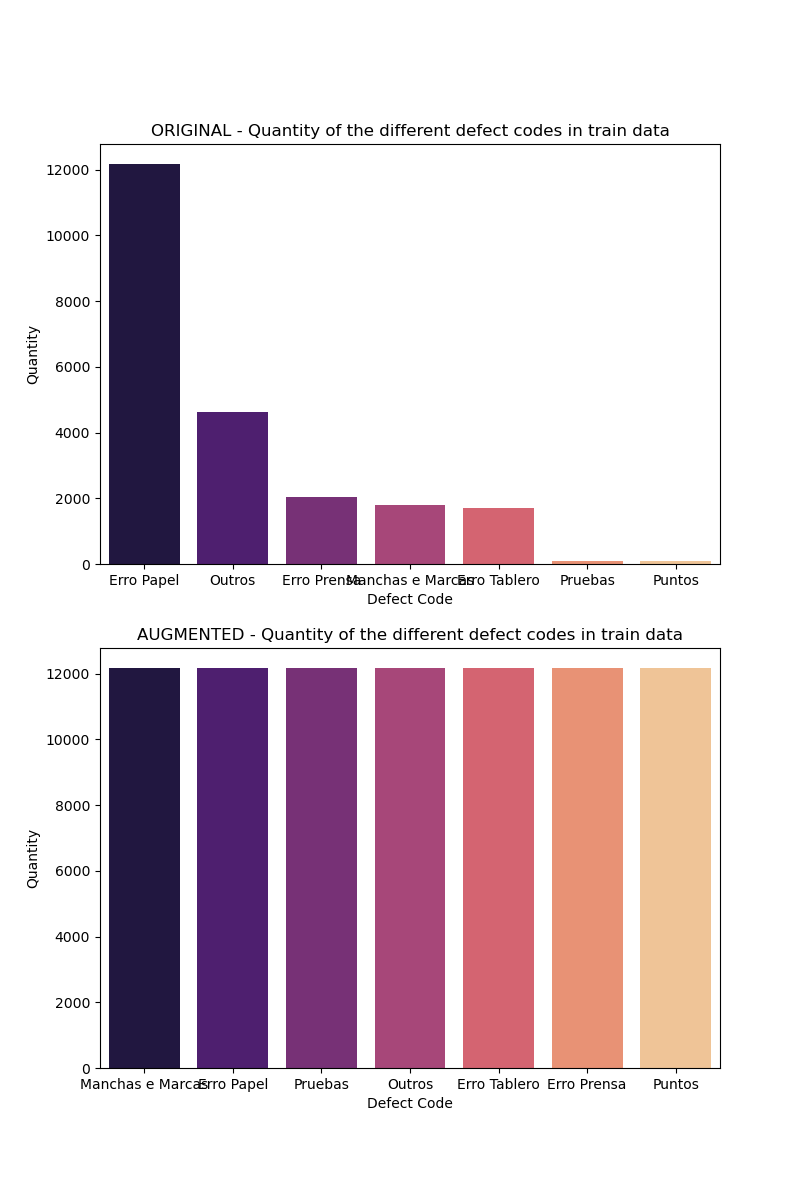 ORIGINAL - Quantity of the different defect codes in train data
12000
10000
8000
6000
4000
2000
0
Quantity
Erro Papel Outros Erro Prensa Manchas e Marcas Erro Tablero Pruebas Puntos
Defect Code
AUGMENTED - Quantity of the different defect codes in train data
12000
10000
8000
6000
4000
2000
0
Quantity
Manchas e Marcas Erro Papel Pruebas Outros Erro Tablero Erro Prensa Puntos
Defect Code